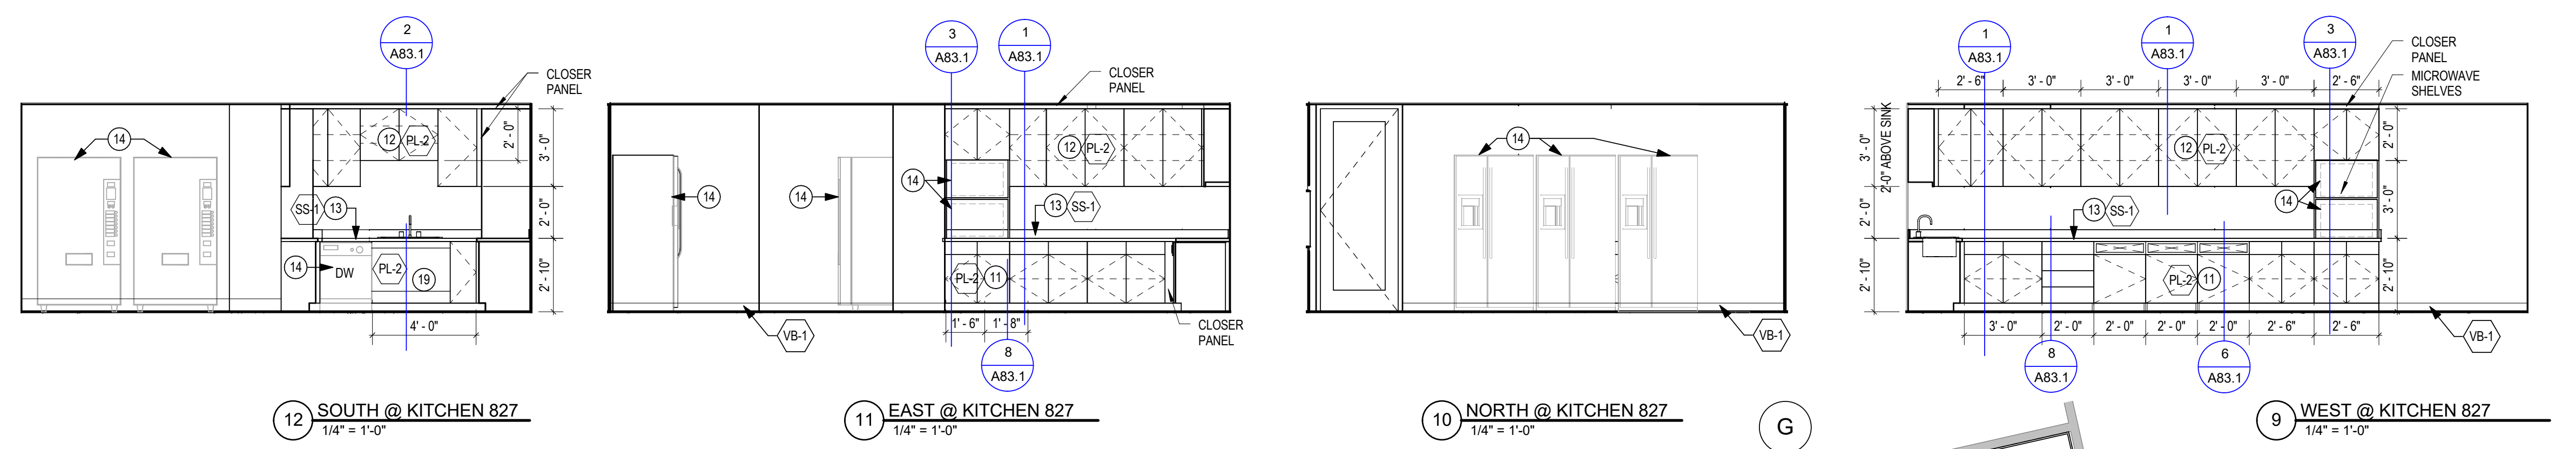 2
A83.1
CLOSER
PANEL
14
12
PL-2
2' - 0"
3' - 0"
SS-1
13
2' - 0"
14
DW
PL-2
19
2' - 10"
4' - 0"
12
SOUTH @ KITCHEN 827
1/4" = 1'-0"
3
A83.1
1
A83.1
CLOSER
PANEL
12
PL-2
14
14
14
13
SS-1
PL-2
11
1' - 6"
1' - 8"
VB-1
CLOSER
PANEL
8
A83.1
11
EAST @ KITCHEN 827
1/4" = 1'-0"
14
VB-1
10
NORTH @ KITCHEN 827
1/4" = 1'-0"
G
1
A83.1
1
A83.1
3
A83.1
CLOSER
PANEL
MICROWAVE
SHELVES
2' - 6"
3' - 0"
3' - 0"
3' - 0"
3' - 0"
2' - 6"
3' - 0"
2'-0" ABOVE SINK
12
PL-2
2' - 0"
14
3' - 0"
2' - 0"
13
SS-1
2' - 10"
PL-2
11
2' - 10"
3' - 0"
2' - 0"
2' - 0"
2' - 0"
2' - 0"
2' - 6"
2' - 6"
VB-1
8
A83.1
6
A83.1
9
WEST @ KITCHEN 827
1/4" = 1'-0"